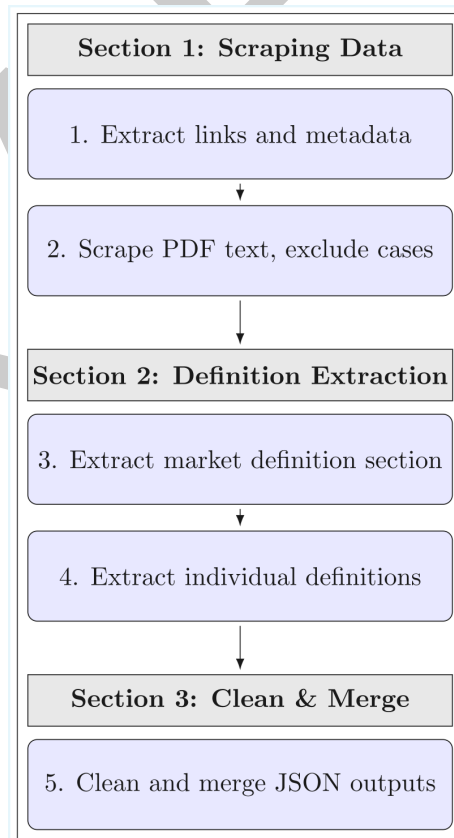 Section 1: Scraping Data
1. Extract links and metadata
2. Scrape PDF text, exclude cases
Section 2: Definition Extraction
3. Extract market definition section
4. Extract individual definitions
Section 3: Clean & Merge
5. Clean and merge JSON outputs